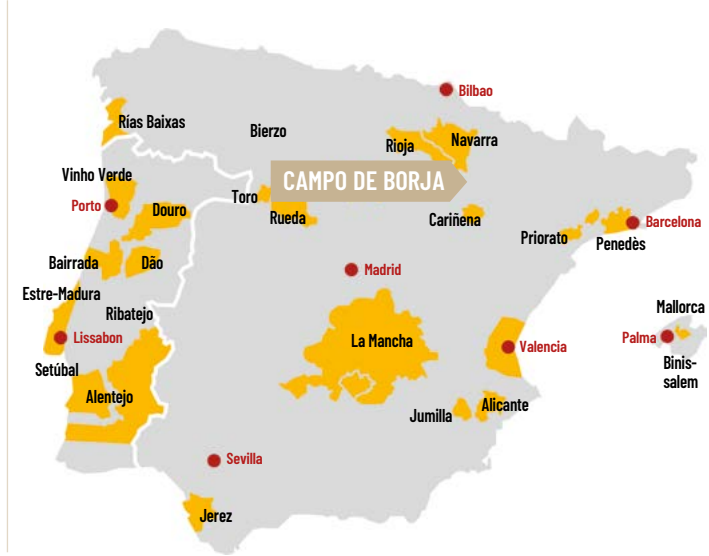 Bilbao
Rías Baixas
Bierzo
Rioja
Navarra
Vinho Verde
CAMPO DE BORJA
Toro
Porto
Douro
Rueda
Cariñena
Priorato
Barcelona
Penedès
Bairrada
Dão
Madrid
Estre-Madura
Ribatejo
Mallorca
Lissabon
La Mancha
Valencia
Palma
Binis-
salem
Setúbal
Alentejo
Jumilla
Alicante
Sevilla
Jerez